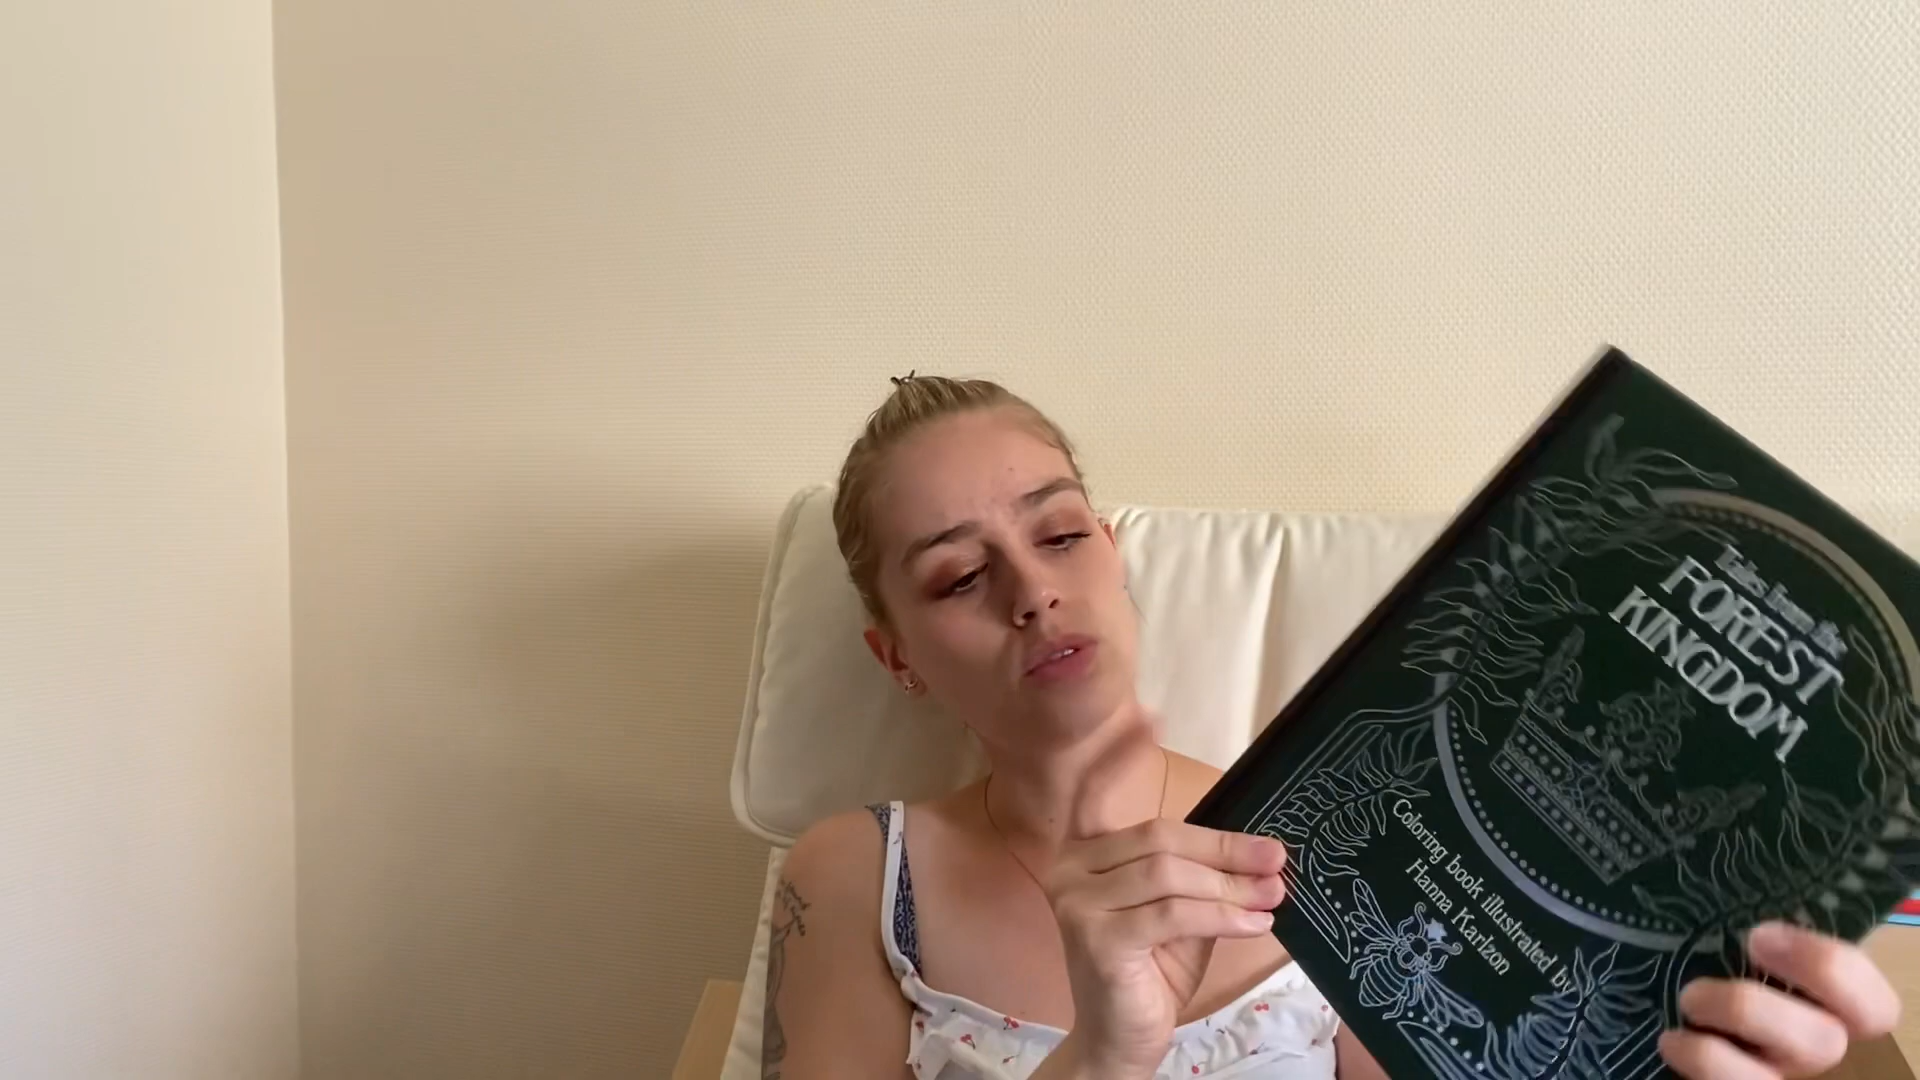 Tales from the
FOREST
KINGDOM
Coloring book illustrated by
Hanna Karlzon